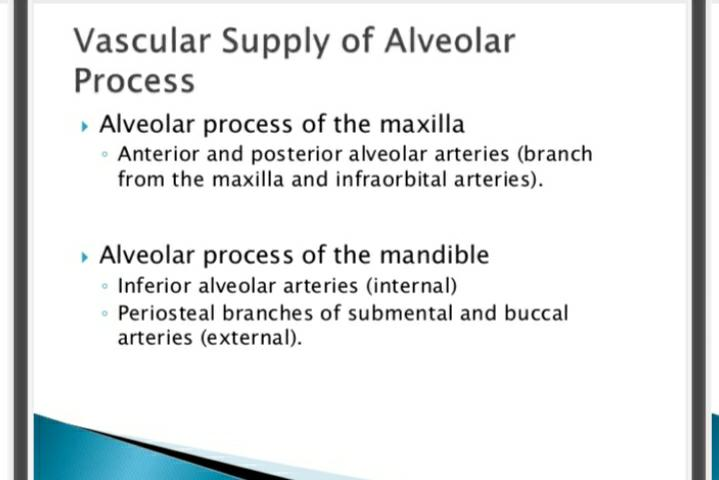 Vascular Supply of Alveolar
Process
Alveolar process of the maxilla
Anterior and posterior alveolar arteries (branch
from the maxilla and infraorbital arteries).
Alveolar process of the mandible
Inferior alveolar arteries (internal)
Periosteal branches of submental and buccal
arteries (external).